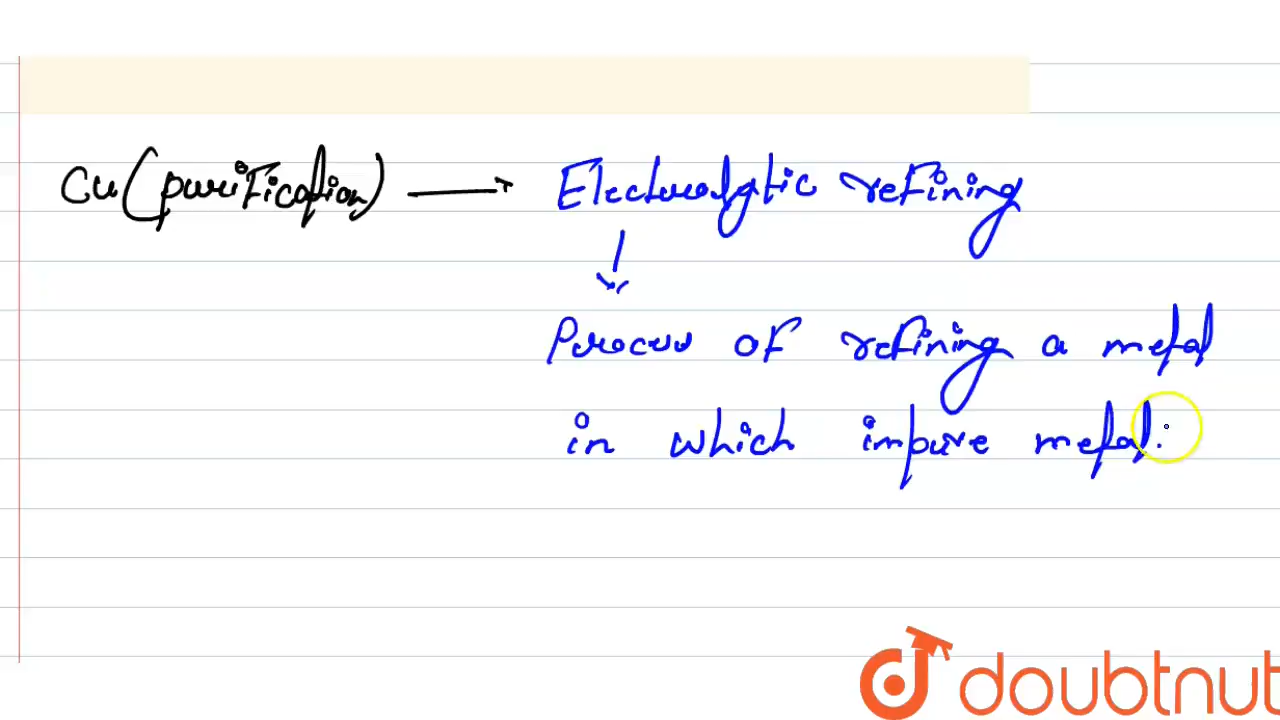 Cu (purification) → Electrolytic refining
Process of refining a metal
in which impure metal
doubtnut